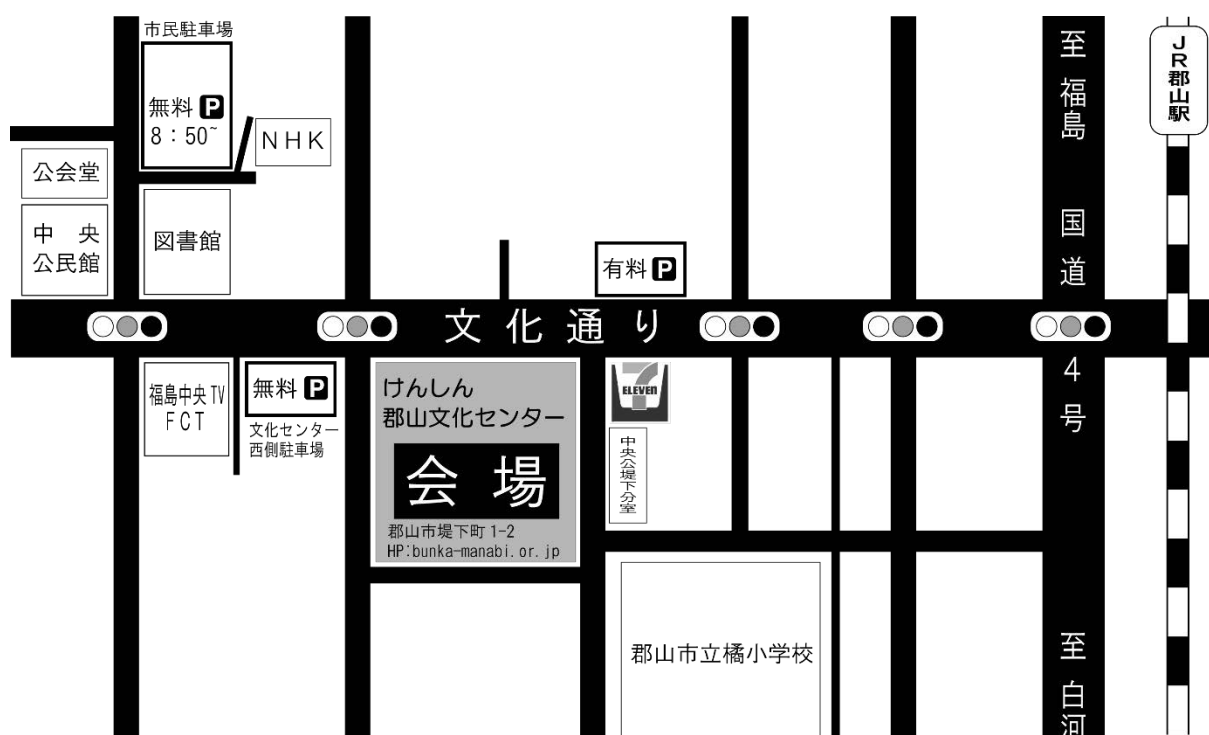 市民駐車場
無料 P
8：50~
NHK
公会堂
中央
公民館
図書館
有料 P
至 福島
国道
4号
至 白河
JR郡山駅
文化通り
福島中央TV
FCT
無料 P
文化センター
西側駐車場
けんしん
郡山文化センター
会場
郡山市堤下町1-2
HP:bunka-manabi.or.jp
7
ELEVEN
中央公堤下分室
郡山市立橘小学校